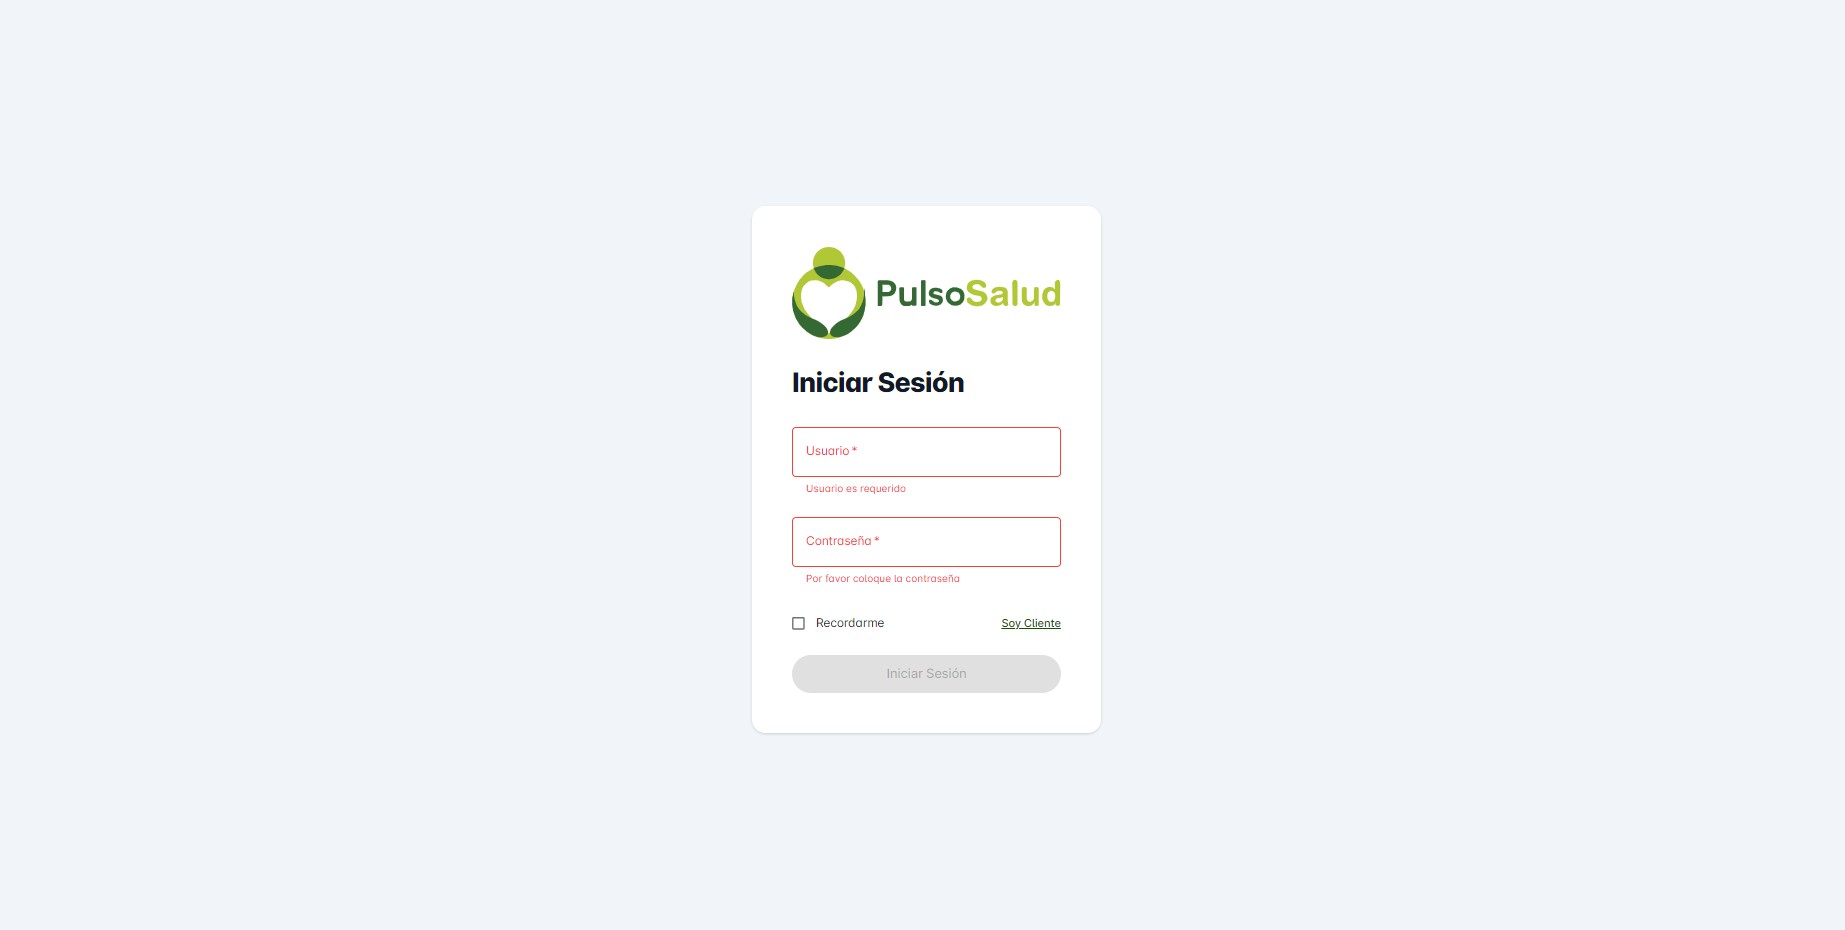 PulsoSalud
Iniciar Sesión
Usuario *
Usuario es requerido
Contraseña *
Por favor coloque la contraseña
Recordarme
Soy Cliente
Iniciar Sesión